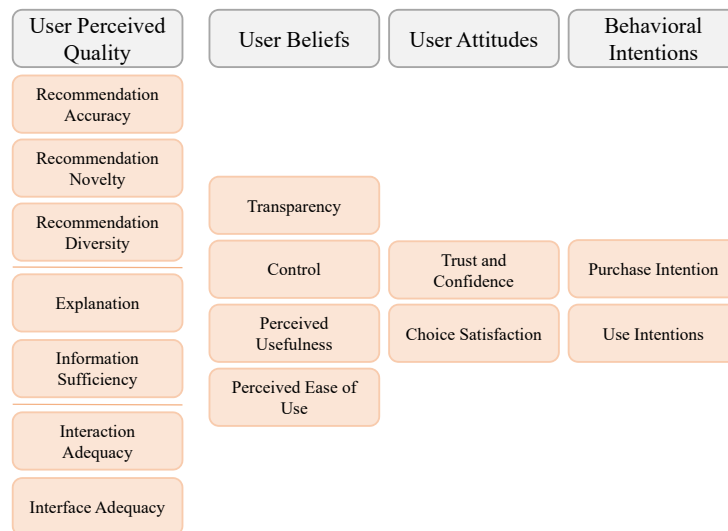 User Perceived
Quality
User Beliefs
User Attitudes
Behavioral
Intentions
Recommendation
Accuracy
Recommendation
Novelty
Recommendation
Diversity
Explanation
Information
Sufficiency
Interaction
Adequacy
Interface Adequacy
Transparency
Control
Perceived
Usefulness
Perceived Ease of
Use
Trust and
Confidence
Choice Satisfaction
Purchase Intention
Use Intentions